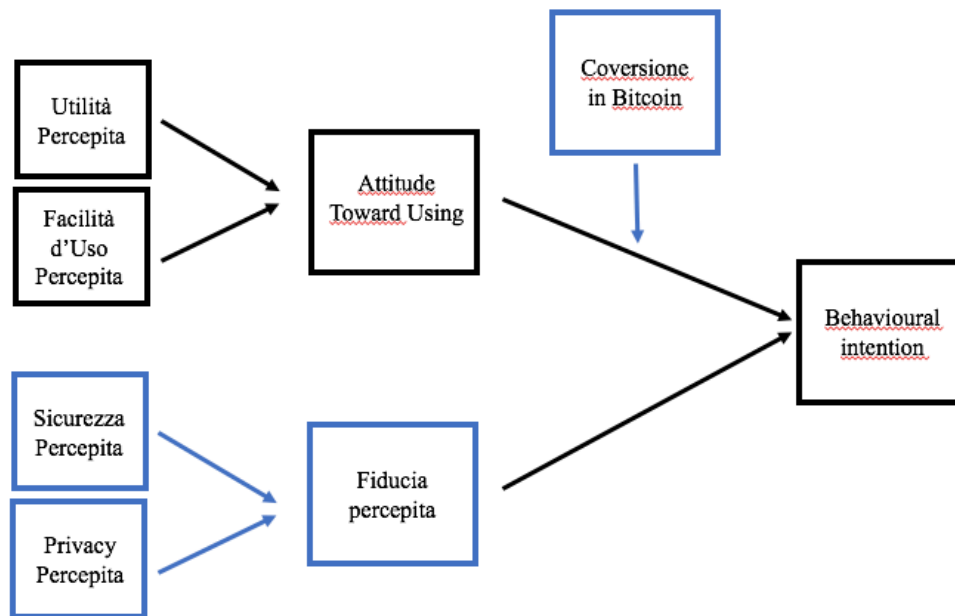 Coversione
in Bitcoin
Utilità
Percepita
Attitude
Toward Using
Facilità
d'Uso
Percepita
Behavioural
intention
Sicurezza
Percepita
Fiducia
percepita
Privacy
Percepita